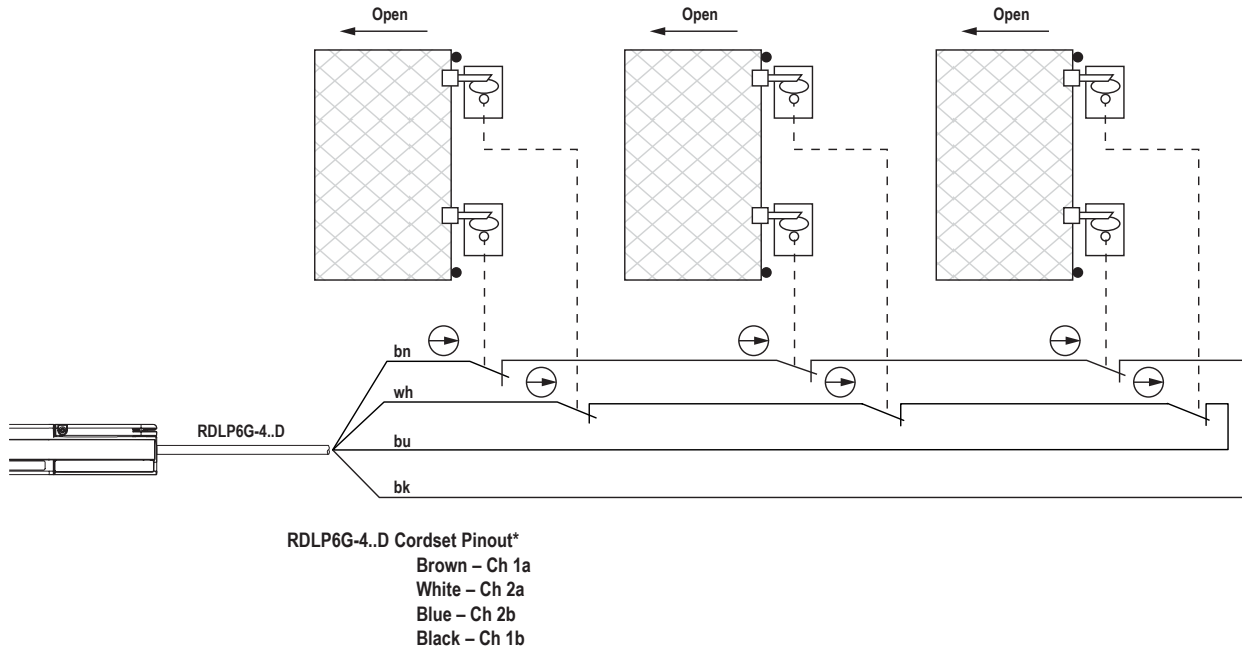 Open
Open
Open
bn
wh
RDLP6G-4..D
bu
bk
RDLP6G-4..D Cordset Pinout*
Brown – Ch 1a
White – Ch 2a
Blue – Ch 2b
Black – Ch 1b